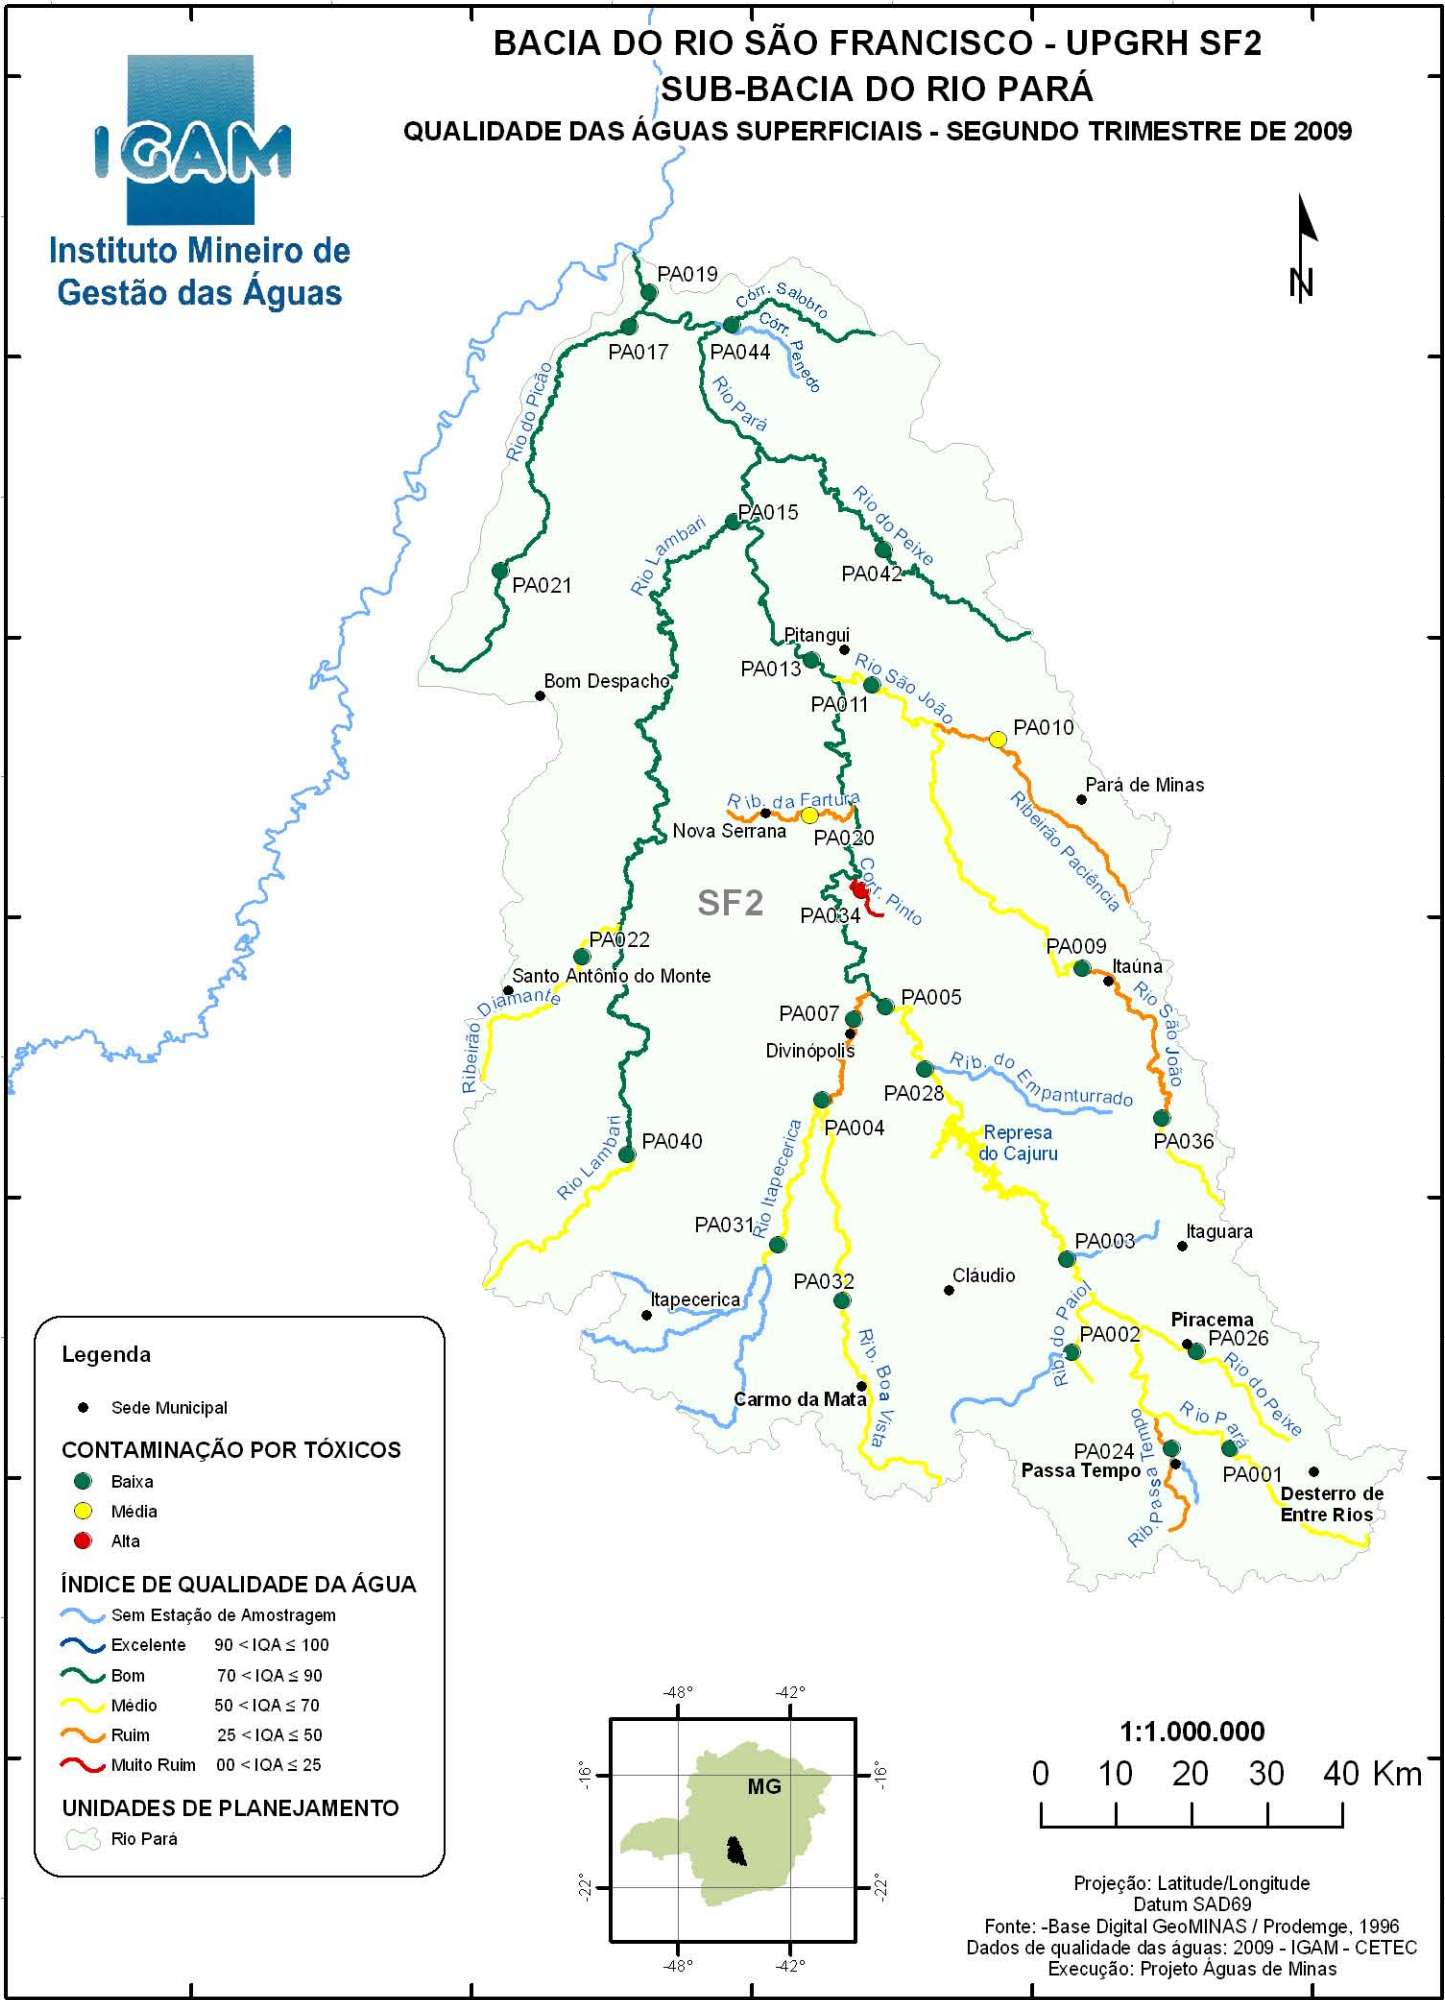 BACIA DO RIO SÃO FRANCISCO - UPGRH SF2
SUB-BACIA DO RIO PARÁ
QUALIDADE DAS ÁGUAS SUPERFICIAIS - SEGUNDO TRIMESTRE DE 2009
IGAM
Instituto Mineiro de
Gestão das Águas
N
PA019
Córr. Salobro
PA017
PA044
Córr. Penedo
Rio do Picão
Rio Pará
PA015
Rio do Peixe
Rio Lambari
PA042
PA021
Pitangui
PA013
Rio São João
Bom Despacho
PA011
PA010
Pará de Minas
Rib. da Fartura
Nova Serrana
PA020
Ribeirão Paciência
SF2
Corr. Pinto
PA034
PA022
PA009
Itaúna
Santo Antônio do Monte
Ribeirão Diamante
PA007
PA005
Rio São João
Divinópolis
Rib. do Empanturrado
PA028
PA004
PA036
Represa
do Cajuru
PA040
Rio Lambari
Rio Itapecerica
PA031
PA003
Itaguara
PA032
Cláudio
Itapecerica
Rib. do Paiol
Piracema
PA002
PA026
Rib. Boa Vista
Rio do Peixe
Carmo da Mata
Rio Pará
PA024
Rib. Passa Tempo
Passa Tempo
PA001
Desterro de
Entre Rios
Legenda
Sede Municipal
CONTAMINAÇÃO POR TÓXICOS
Baixa
Média
Alta
ÍNDICE DE QUALIDADE DA ÁGUA
Sem Estação de Amostragem
Excelente 90 < IQA ≤ 100
Bom 70 < IQA ≤ 90
Médio 50 < IQA ≤ 70
Ruim 25 < IQA ≤ 50
Muito Ruim 00 < IQA ≤ 25
UNIDADES DE PLANEJAMENTO
Rio Pará
-48° -42°
-16° MG -16°
-22° -22°
-48° -42°
1:1.000.000
0 10 20 30 40 Km
Projeção: Latitude/Longitude
Datum SAD69
Fonte: -Base Digital GeoMINAS / Prodemge, 1996
Dados de qualidade das águas: 2009 - IGAM - CETEC
Execução: Projeto Águas de Minas